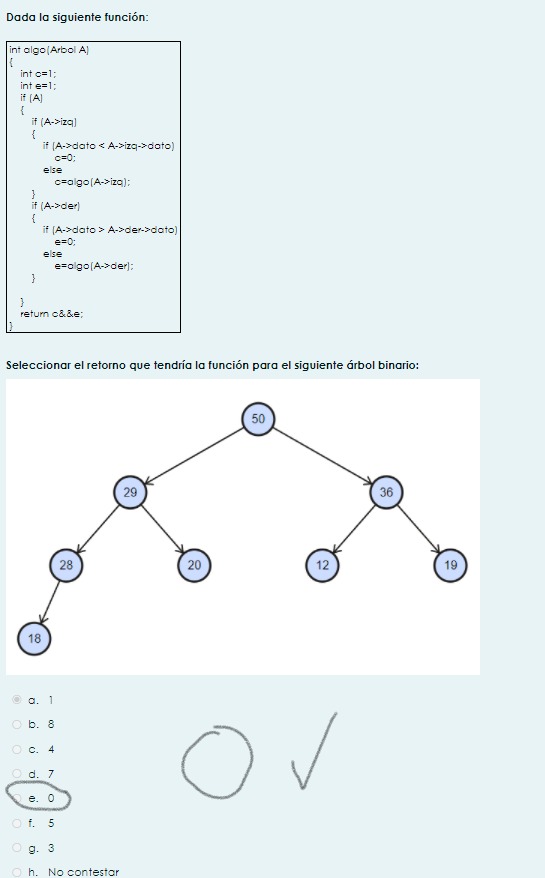 Dada la siguiente función:
int algo(Arbol A)
{
int c=1;
int e=1;
if (A)
{
if (A->izq)
{
if (A->dato < A->izq->dato)
c=0;
else
c=algo(A->izq);
}
if (A->der)
{
if (A->dato > A->der->dato)
e=0;
else
e=algo(A->der);
}
}
return c&&e;
}
Seleccionar el retorno que tendría la función para el siguiente árbol binario:
50
29 36
28 20 12 19
18
a. 1
b. 8
c. 4
d. 7
e. 0
f. 5
g. 3
h. No contestar
0 ✓